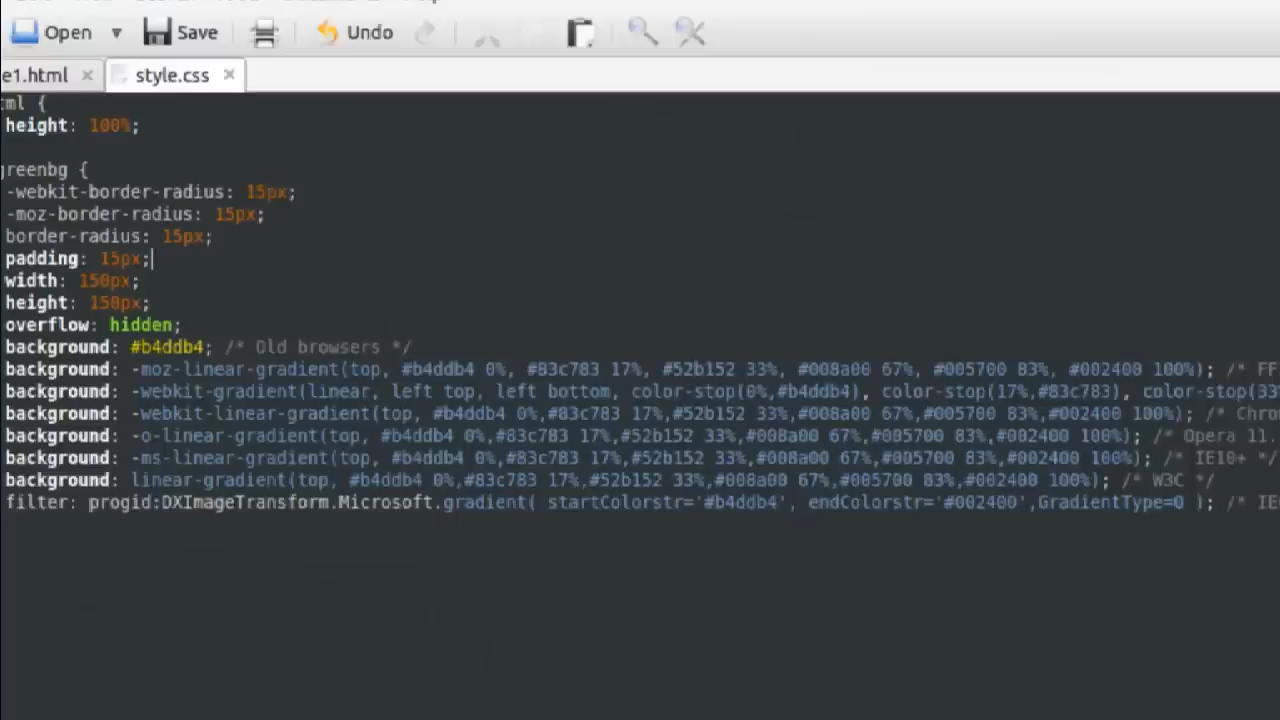 Open Save Undo
e1.html style.css
ml {
height: 100%;
greenbg {
-webkit-border-radius: 15px;
-moz-border-radius: 15px;
border-radius: 15px;
padding: 15px;
width: 150px;
height: 150px;
overflow: hidden;
background: #b4ddb4; /* Old browsers */
background: -moz-linear-gradient(top, #b4ddb4 0%, #83c783 17%, #52b152 33%, #008a00 67%, #005700 83%, #002400 100%); /* FF
background: -webkit-gradient(linear, left top, left bottom, color-stop(0%,#b4ddb4), color-stop(17%,#83c783), color-stop(33
background: -webkit-linear-gradient(top, #b4ddb4 0%,#83c783 17%,#52b152 33%,#008a00 67%,#005700 83%,#002400 100%); /* Chro
background: -o-linear-gradient(top, #b4ddb4 0%,#83c783 17%,#52b152 33%,#008a00 67%,#005700 83%,#002400 100%); /* Opera 11.
background: -ms-linear-gradient(top, #b4ddb4 0%,#83c783 17%,#52b152 33%,#008a00 67%,#005700 83%,#002400 100%); /* IE10+ */
background: linear-gradient(top, #b4ddb4 0%,#83c783 17%,#52b152 33%,#008a00 67%,#005700 83%,#002400 100%); /* W3C */
filter: progid:DXImageTransform.Microsoft.gradient( startColorstr='#b4ddb4', endColorstr='#002400',GradientType=0 ); /* IE